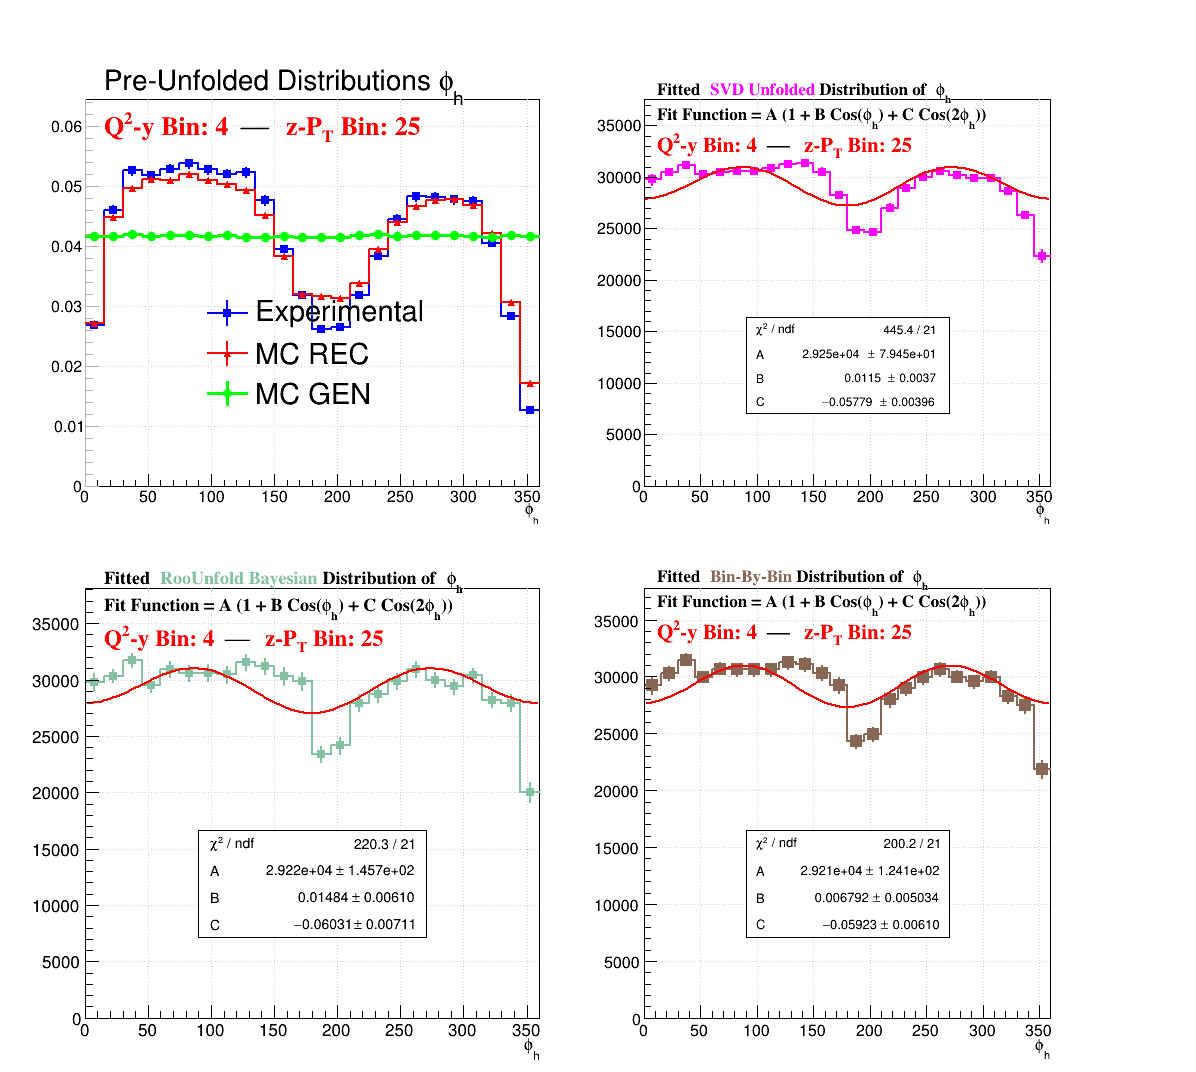 Pre-Unfolded Distributions ϕh
Q2-y Bin: 4 — z-PT Bin: 25
0.06
0.05
0.04
0.03
0.02
0.01
0
Experimental
MC REC
MC GEN
0 50 100 150 200 250 300 350
ϕh
Fitted SVD Unfolded Distribution of ϕh
Fit Function = A (1 + B Cos(ϕh) + C Cos(2ϕh))
Q2-y Bin: 4 — z-PT Bin: 25
35000
30000
25000
20000
15000
10000
5000
0
χ2 / ndf 445.4 / 21
A 2.925e+04 ± 7.945e+01
B 0.0115 ± 0.0037
C −0.05779 ± 0.00396
0 50 100 150 200 250 300 350
ϕh
Fitted RooUnfold Bayesian Distribution of ϕh
Fit Function = A (1 + B Cos(ϕh) + C Cos(2ϕh))
Q2-y Bin: 4 — z-PT Bin: 25
35000
30000
25000
20000
15000
10000
5000
0
χ2 / ndf 220.3 / 21
A 2.922e+04 ± 1.457e+02
B 0.01484 ± 0.00610
C −0.06031 ± 0.00711
0 50 100 150 200 250 300 350
ϕh
Fitted Bin-By-Bin Distribution of ϕh
Fit Function = A (1 + B Cos(ϕh) + C Cos(2ϕh))
Q2-y Bin: 4 — z-PT Bin: 25
35000
30000
25000
20000
15000
10000
5000
0
χ2 / ndf 200.2 / 21
A 2.921e+04 ± 1.241e+02
B 0.006792 ± 0.005034
C −0.05923 ± 0.00610
0 50 100 150 200 250 300 350
ϕh